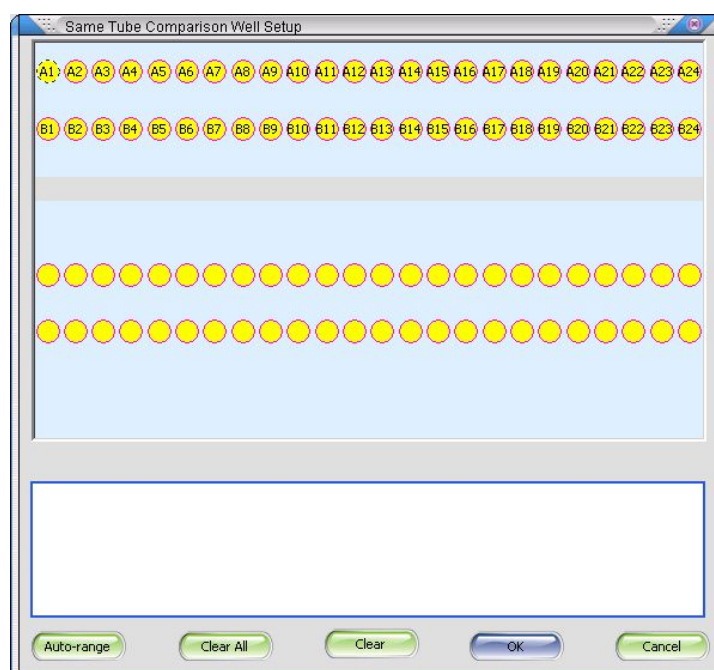 Same Tube Comparison Well Setup
A1 A2 A3 A4 A5 A6 A7 A8 A9 A10 A11 A12 A13 A14 A15 A16 A17 A18 A19 A20 A21 A22 A23 A24
B1 B2 B3 B4 B5 B6 B7 B8 B9 B10 B11 B12 B13 B14 B15 B16 B17 B18 B19 B20 B21 B22 B23 B24
Auto-range Clear All Clear OK Cancel